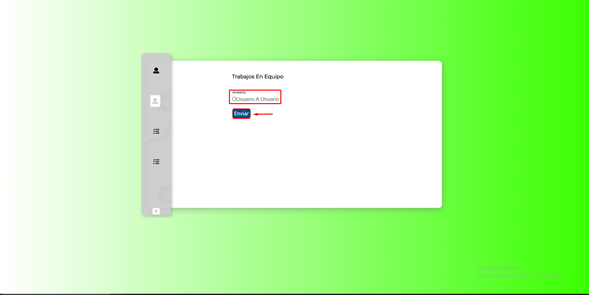 Trabajos En Equipo
NOMBRE
OUsuario A Usuario
Enviar